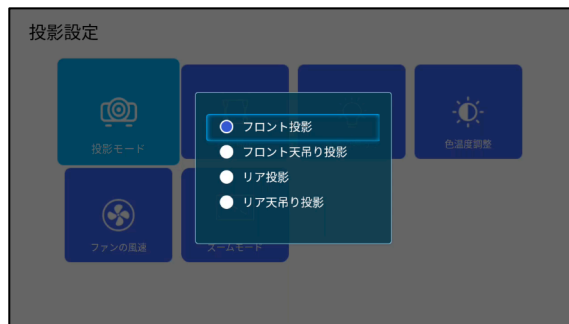 投影設定
投影モード
色温度調整
フロント投影
フロント天吊り投影
リア投影
リア天吊り投影
ファンの風速
ズームモード